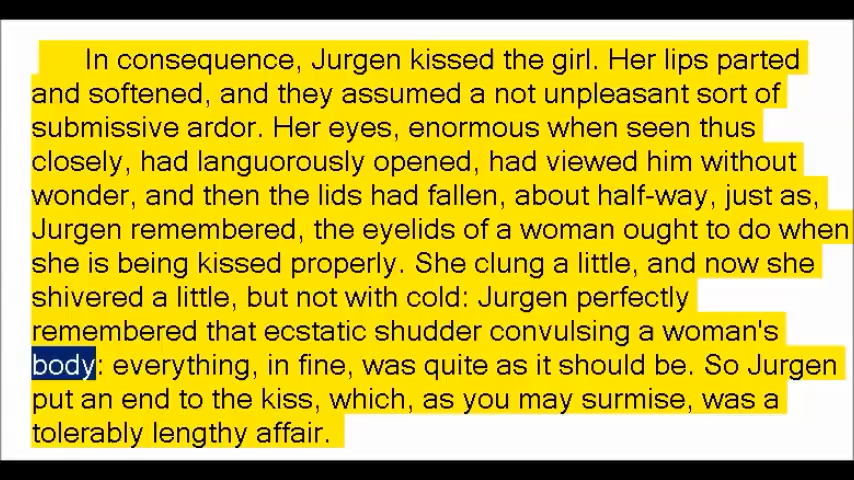 In consequence, Jurgen kissed the girl. Her lips parted
and softened, and they assumed a not unpleasant sort of
submissive ardor. Her eyes, enormous when seen thus
closely, had languorously opened, had viewed him without
wonder, and then the lids had fallen, about half-way, just as,
Jurgen remembered, the eyelids of a woman ought to do when
she is being kissed properly. She clung a little, and now she
shivered a little, but not with cold: Jurgen perfectly
remembered that ecstatic shudder convulsing a woman's
body: everything, in fine, was quite as it should be. So Jurgen
put an end to the kiss, which, as you may surmise, was a
tolerably lengthy affair.